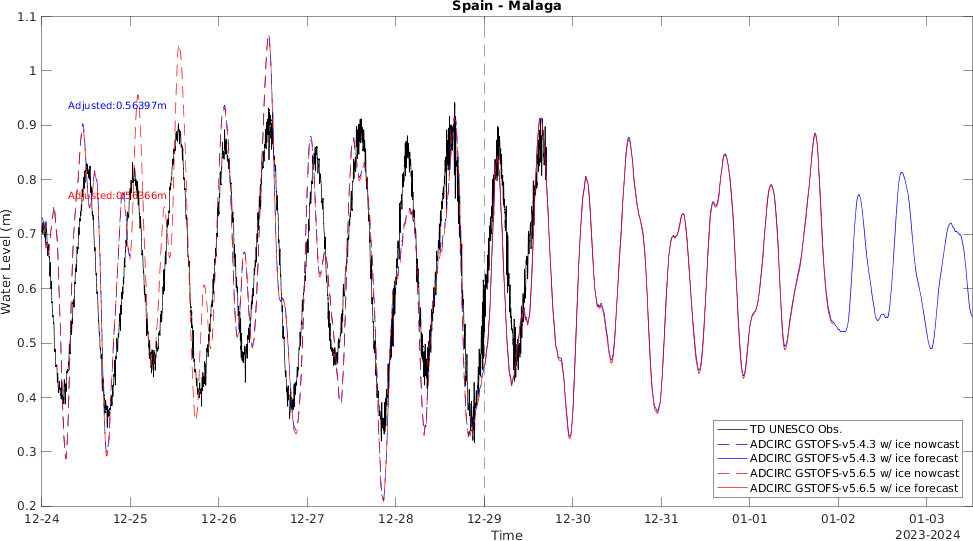 Spain - Malaga
1.1
1
0.9
0.8
0.7
0.6
0.5
0.4
0.3
0.2
Water Level (m)
Adjusted:0.56397m
Adjusted:0.56366m
TD UNESCO Obs.
ADCIRC GSTOFS-v5.4.3 w/ ice nowcast
ADCIRC GSTOFS-v5.4.3 w/ ice forecast
ADCIRC GSTOFS-v5.6.5 w/ ice nowcast
ADCIRC GSTOFS-v5.6.5 w/ ice forecast
12-24 12-25 12-26 12-27 12-28 12-29 12-30 12-31 01-01 01-02 01-03
Time
2023-2024